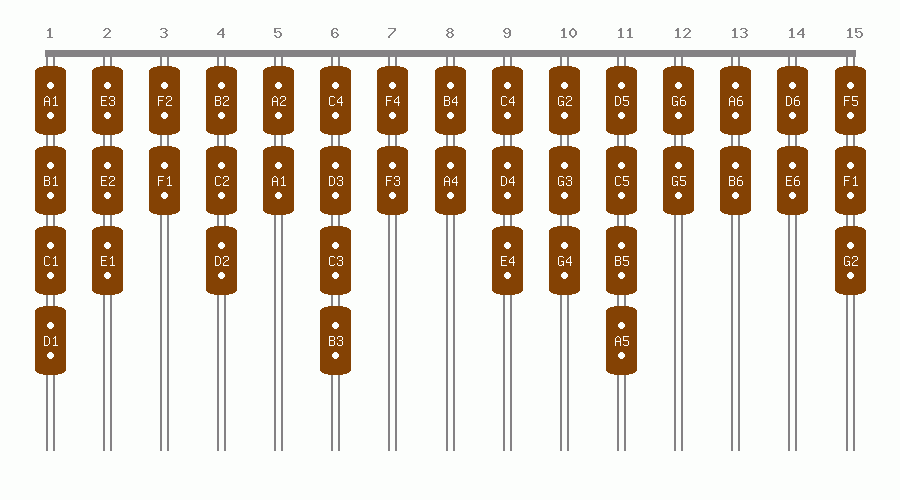 1 2 3 4 5 6 7 8 9 10 11 12 13 14 15
A1 E3 F2 B2 A2 C4 F4 B4 C4 G2 D5 G6 A6 D6 F5
B1 E2 F1 C2 A1 D3 F3 A4 D4 G3 C5 G5 B6 E6 F1
C1 E1 D2 C3 E4 G4 B5 G2
D1 B3 A5